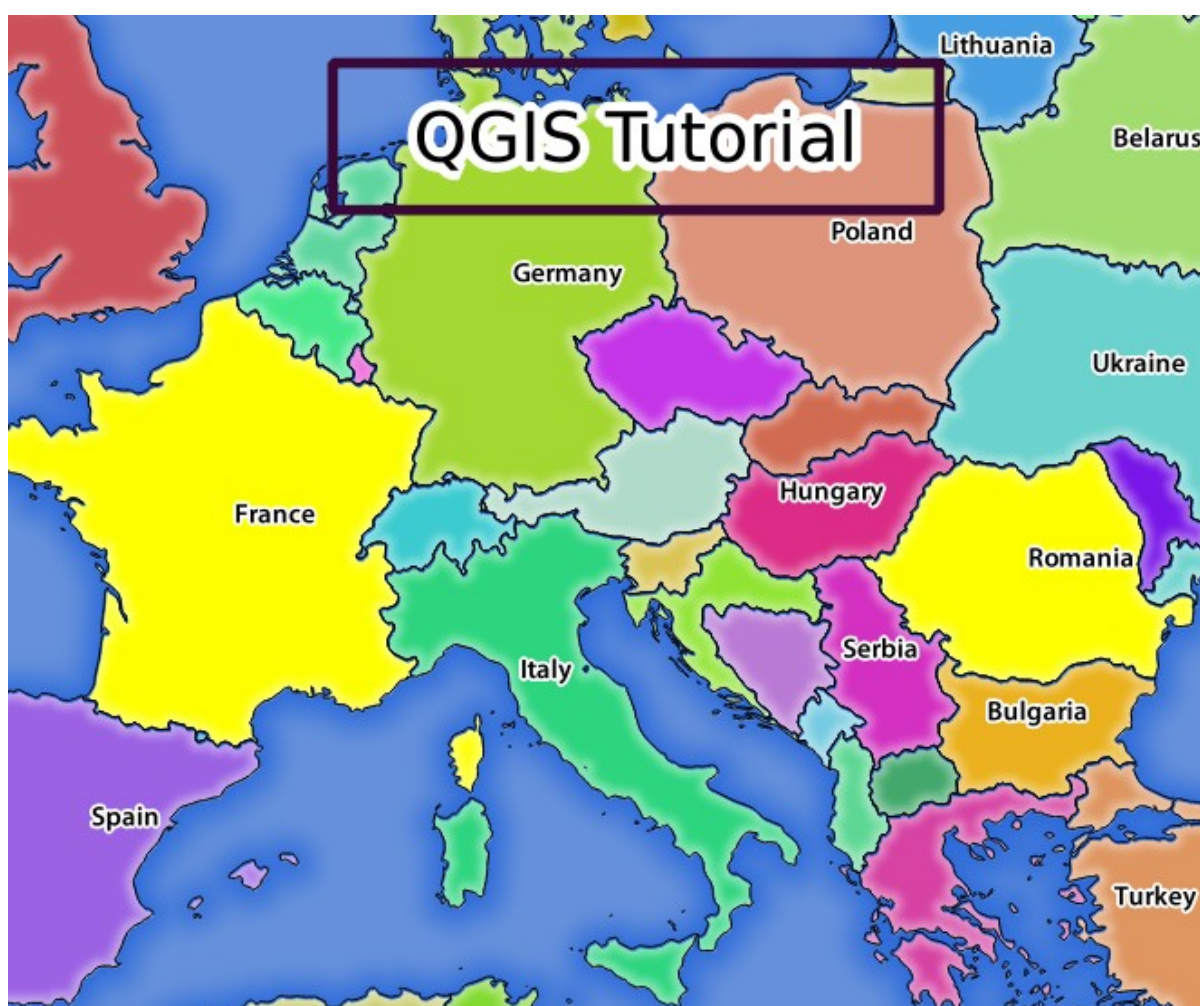 Lithuania
QGIS Tutorial
Belarus
Poland
Germany
Ukraine
Hungary
France
Romania
Serbia
Italy
Bulgaria
Spain
Turkey